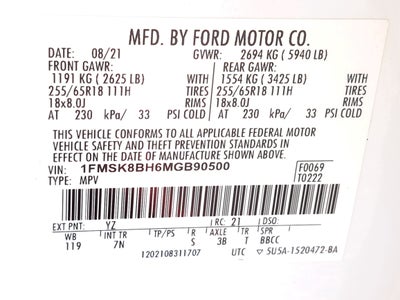 MFD. BY FORD MOTOR CO.
DATE: 08/21 GVWR: 2694 KG ( 5940 LB)
FRONT GAWR: REAR GAWR:
1191 KG ( 2625 LB) WITH 1554 KG ( 3425 LB) WITH
255/65R18 111H TIRES 255/65R18 111H TIRES
18x8.0J RIMS 18x8.0J RIMS
AT 230 kPa/ 33 PSI COLD AT 230 kPa/ 33 PSI COLD
THIS VEHICLE CONFORMS TO ALL APPLICABLE FEDERAL MOTOR
VEHICLE SAFETY AND THEFT PREVENTION STANDARDS IN
EFFECT ON THE DATE OF MANUFACTURE SHOWN ABOVE.
VIN: 1FMSK8BH6MGB90500 F0069
TYPE: MPV T0222
EXT PNT: YZ RC: 21 DSO:
WB INT TR TP/PS R AXLE TR SPR
119 7N S 3B T BBCC
1202108311707 UTC 5U5A-1520472-BA